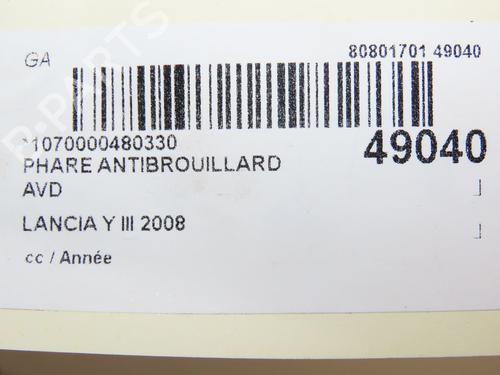 GA
80801701 49040
*1070000480330
49040
PHARE ANTIBROUILLARD
AVD
LANCIA Y III 2008
cc / Année